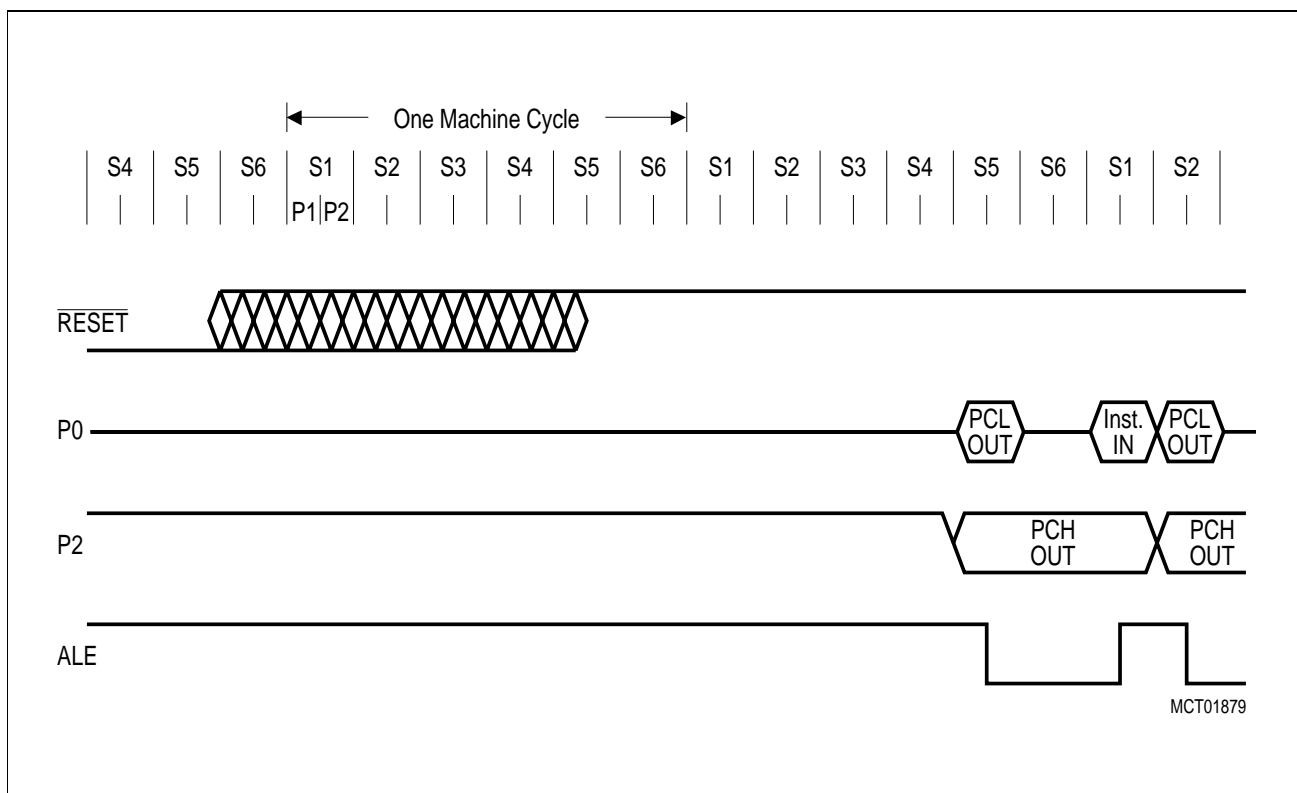 One Machine Cycle
S4 S5 S6 S1 S2 S3 S4 S5 S6 S1 S2 S3 S4 S5 S6 S1 S2
P1 P2
RESET
P0
PCL OUT
Inst. IN
PCL OUT
P2
PCH OUT
PCH OUT
ALE
MCT01879